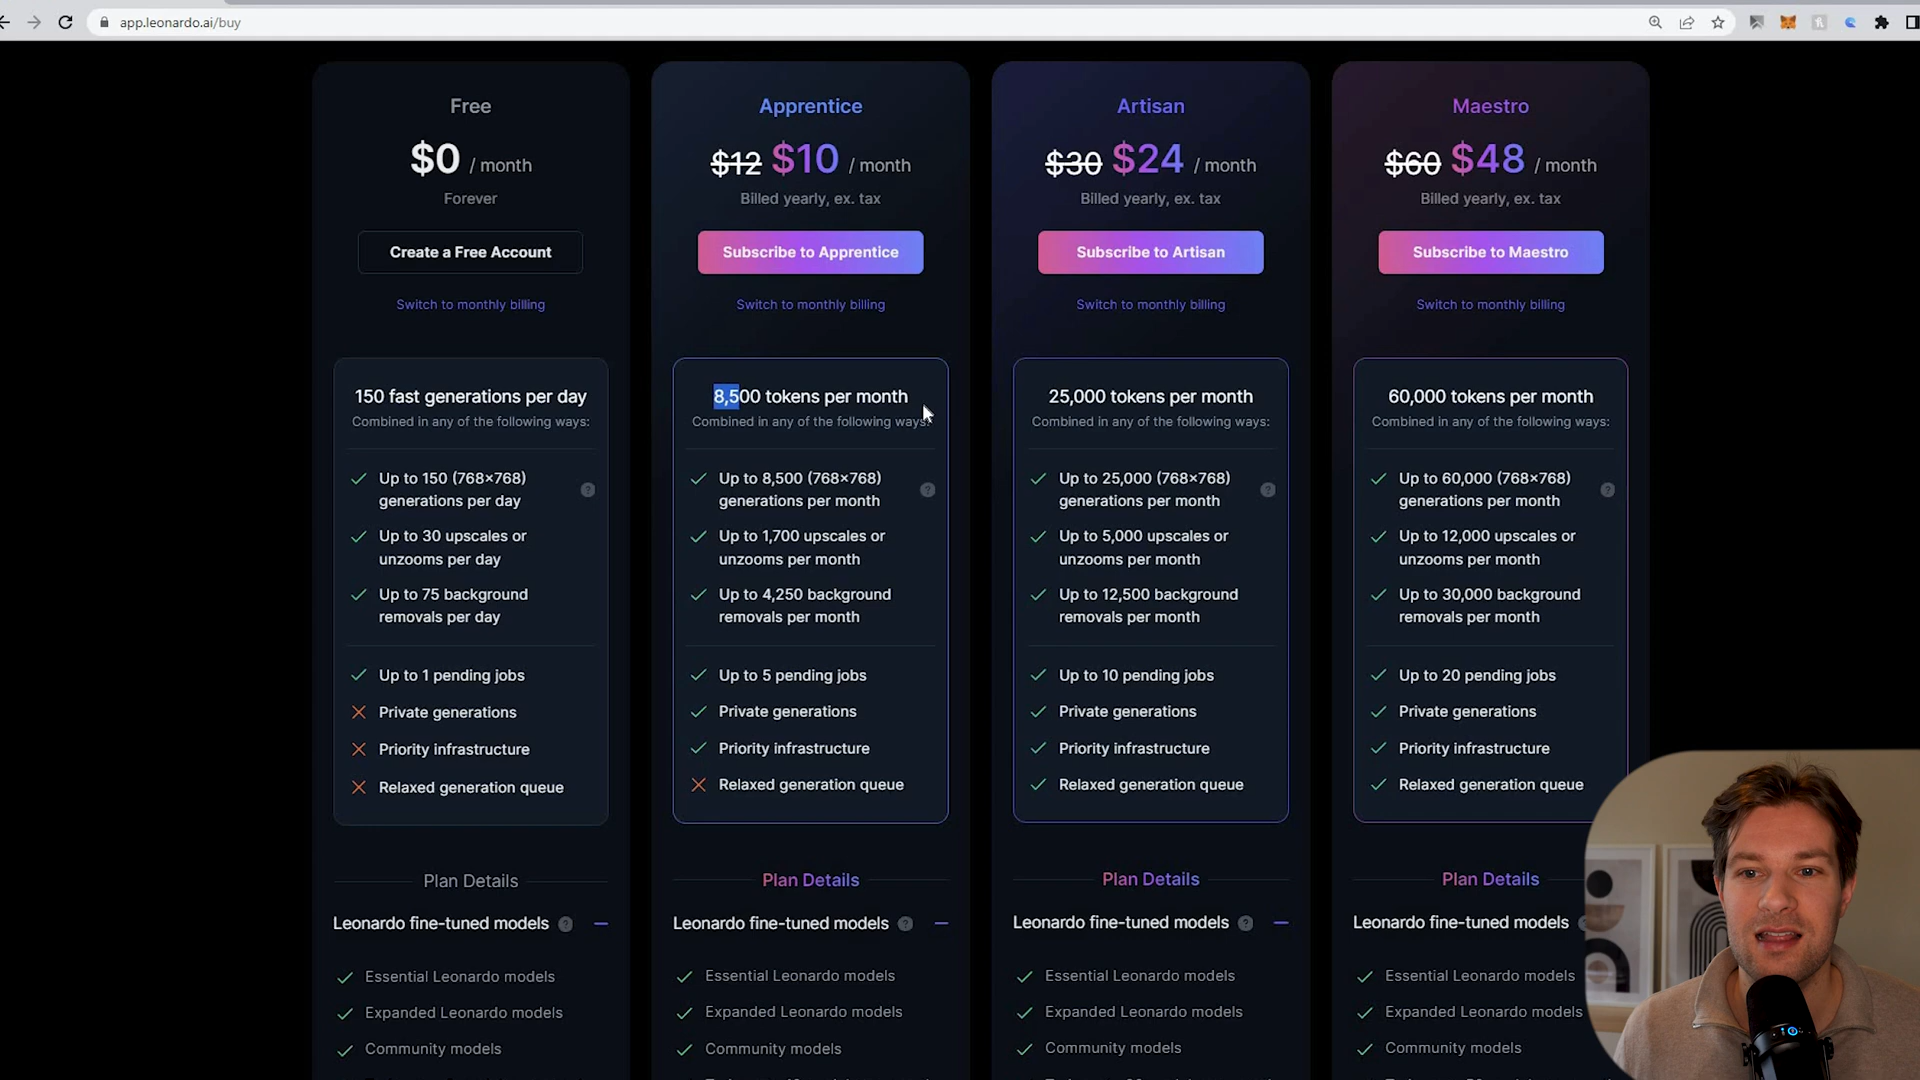 app.leonardo.ai/buy
Free
$0 / month
Forever
Create a Free Account
Switch to monthly billing
150 fast generations per day
Combined in any of the following ways:
Up to 150 (768×768)
generations per day
Up to 30 upscales or
unzooms per day
Up to 75 background
removals per day
Up to 1 pending jobs
Private generations
Priority infrastructure
Relaxed generation queue
Plan Details
Leonardo fine-tuned models
Essential Leonardo models
Expanded Leonardo models
Community models
Apprentice
$12 $10 / month
Billed yearly, ex. tax
Subscribe to Apprentice
Switch to monthly billing
8,500 tokens per month
Combined in any of the following ways:
Up to 8,500 (768×768)
generations per month
Up to 1,700 upscales or
unzooms per month
Up to 4,250 background
removals per month
Up to 5 pending jobs
Private generations
Priority infrastructure
Relaxed generation queue
Plan Details
Leonardo fine-tuned models
Essential Leonardo models
Expanded Leonardo models
Community models
Artisan
$30 $24 / month
Billed yearly, ex. tax
Subscribe to Artisan
Switch to monthly billing
25,000 tokens per month
Combined in any of the following ways:
Up to 25,000 (768×768)
generations per month
Up to 5,000 upscales or
unzooms per month
Up to 12,500 background
removals per month
Up to 10 pending jobs
Private generations
Priority infrastructure
Relaxed generation queue
Plan Details
Leonardo fine-tuned models
Essential Leonardo models
Expanded Leonardo models
Community models
Maestro
$60 $48 / month
Billed yearly, ex. tax
Subscribe to Maestro
Switch to monthly billing
60,000 tokens per month
Combined in any of the following ways:
Up to 60,000 (768×768)
generations per month
Up to 12,000 upscales or
unzooms per month
Up to 30,000 background
removals per month
Up to 20 pending jobs
Private generations
Priority infrastructure
Relaxed generation queue
Plan Details
Leonardo fine-tuned models
Essential Leonardo models
Expanded Leonardo models
Community models